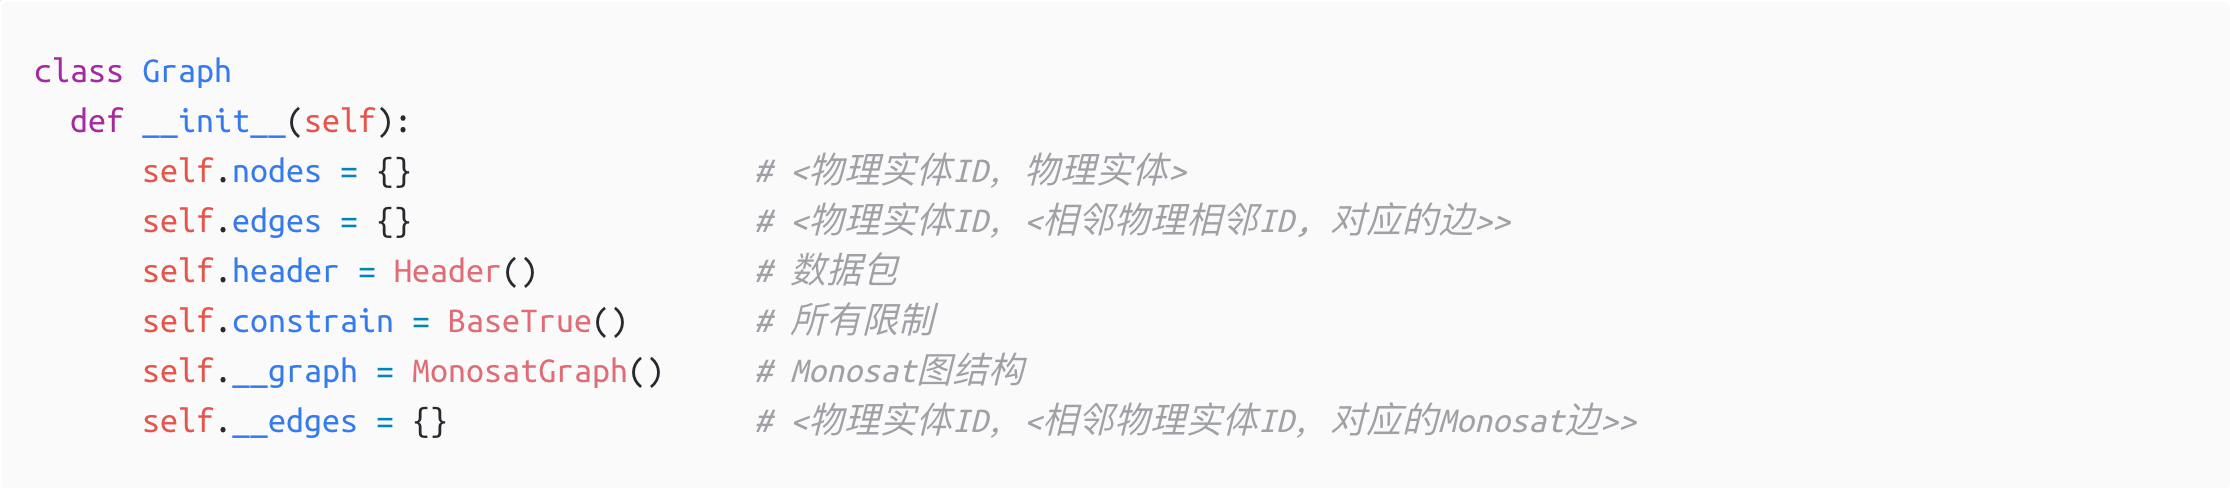 class Graph
  def __init__(self):
      self.nodes = {}                   # <物理实体ID, 物理实体>
      self.edges = {}                   # <物理实体ID, <相邻物理相邻ID, 对应的边>>
      self.header = Header()            # 数据包
      self.constrain = BaseTrue()       # 所有限制
      self.__graph = MonosatGraph()     # Monosat图结构
      self.__edges = {}                 # <物理实体ID, <相邻物理实体ID, 对应的Monosat边>>